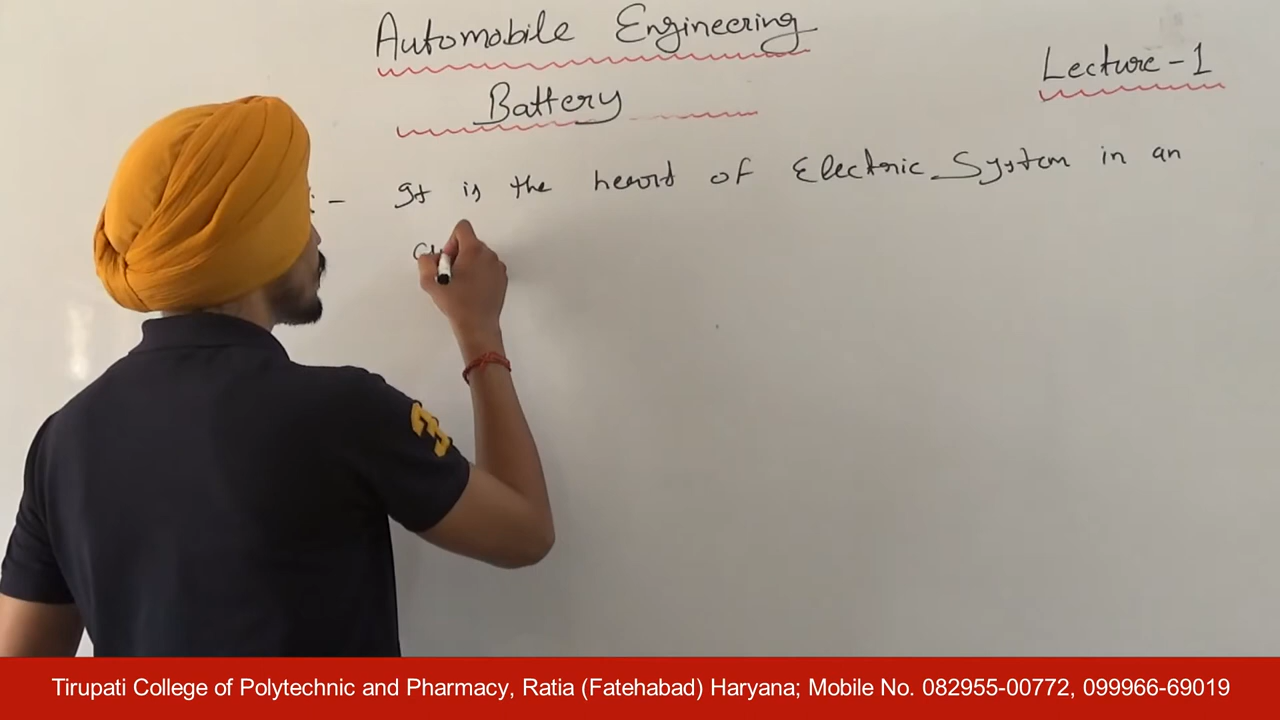 Automobile Engineering
Lecture - 1
Battery
:- It is the heart of Electric System in an
Tirupati College of Polytechnic and Pharmacy, Ratia (Fatehabad) Haryana; Mobile No. 082955-00772, 099966-69019